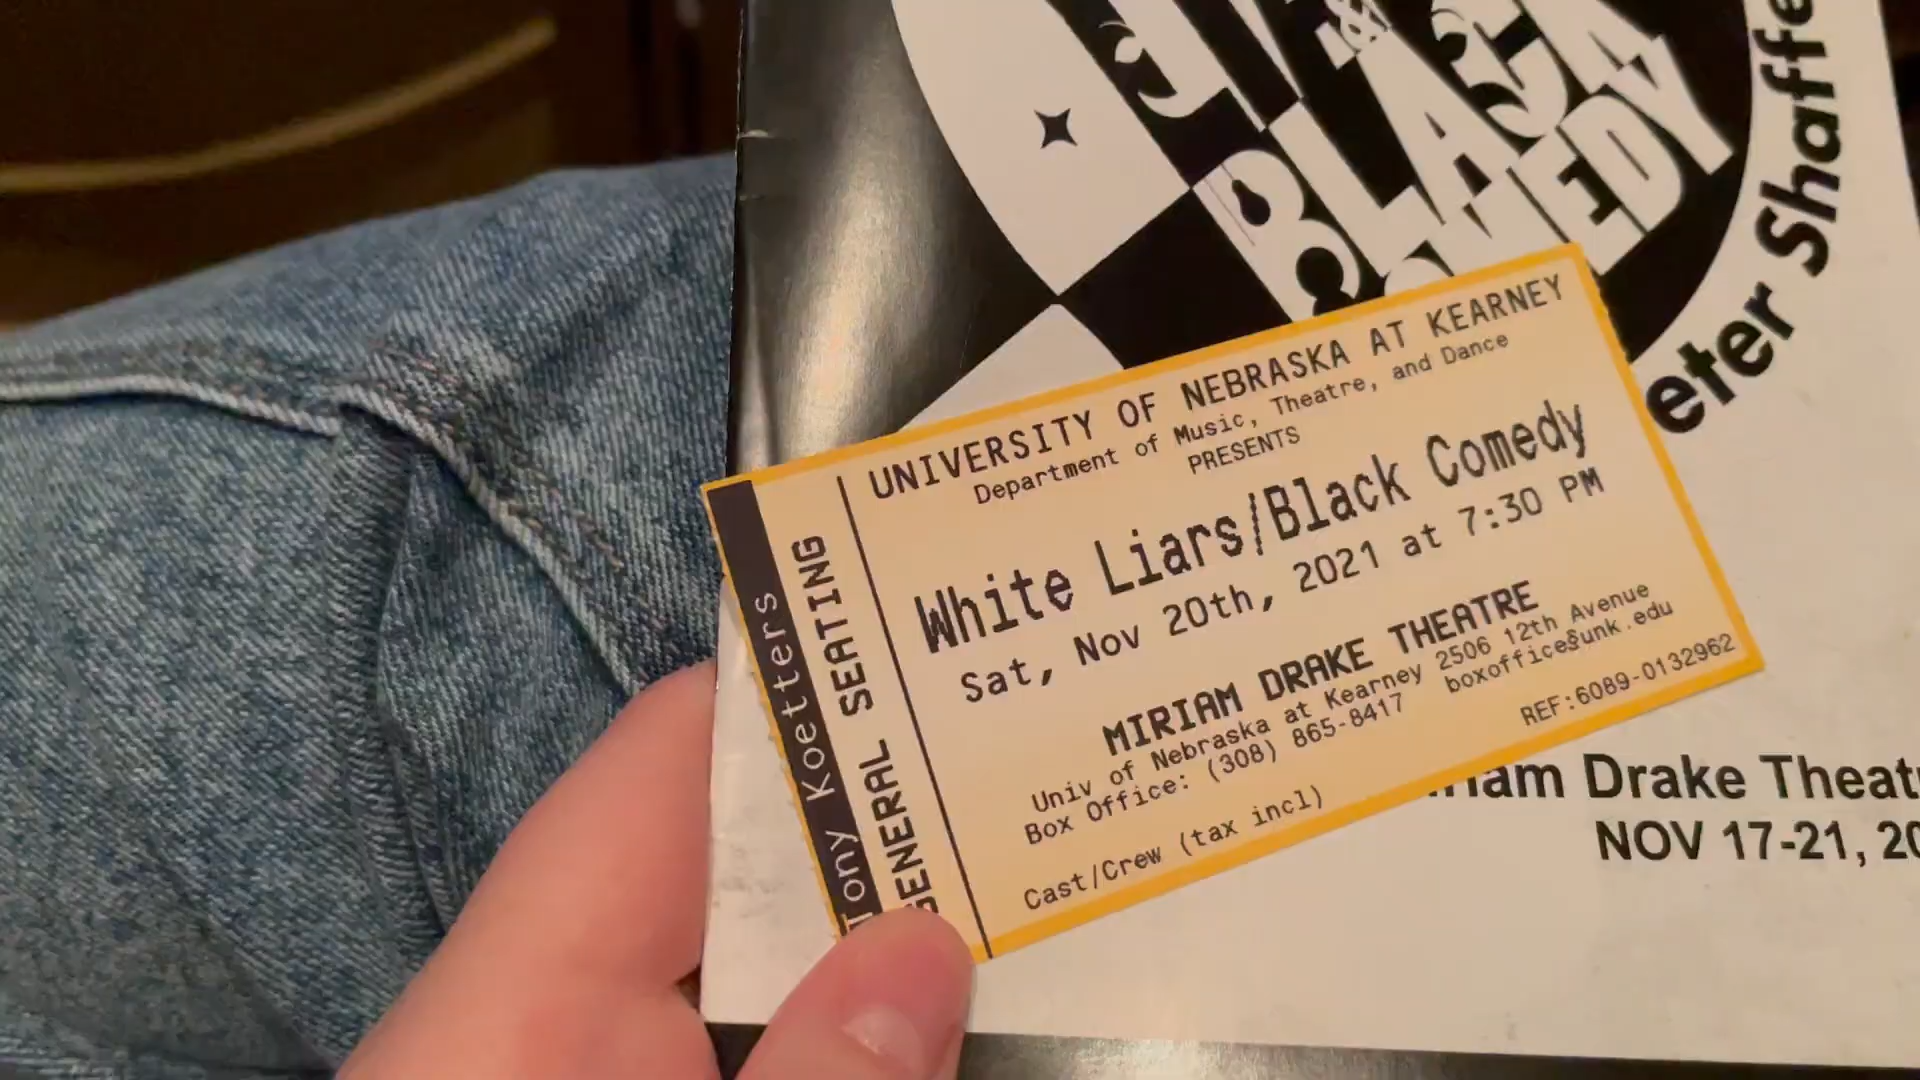 &
BLACK
COMEDY
eter Shaffe
UNIVERSITY OF NEBRASKA AT KEARNEY
Department of Music, Theatre, and Dance
PRESENTS
White Liars/Black Comedy
Sat, Nov 20th, 2021 at 7:30 PM
MIRIAM DRAKE THEATRE
Univ of Nebraska at Kearney 2506 12th Avenue
Box Office: (308) 865-8417 boxoffice§unk.edu
REF:6089-0132962
Cast/Crew (tax incl)
Tony Koetters
GENERAL SEATING
iam Drake Theat
NOV 17-21, 20